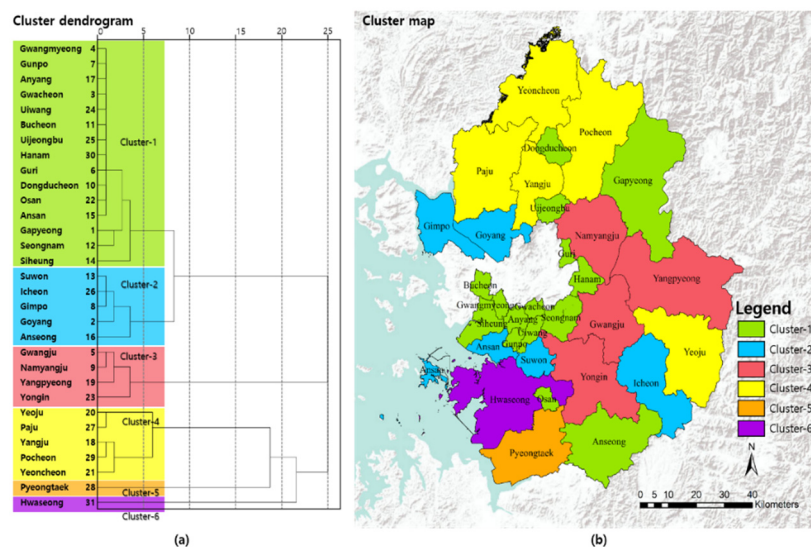 Cluster dendrogram
0 5 10 15 20 25
Gwangmyeong 4
Gunpo 7
Anyang 17
Gwacheon 3
Uiwang 24
Bucheon 11
Uijeongbu 25
Hanam 30
Guri 6
Dongducheon 10
Osan 22
Ansan 15
Gapyeong 1
Seongnam 12
Siheung 14
Suwon 13
Icheon 26
Gimpo 8
Goyang 2
Anseong 16
Gwangju 5
Namyangju 9
Yangpyeong 19
Yongin 23
Yeoju 20
Paju 27
Yangju 18
Pocheon 29
Yeoncheon 21
Pyeongtaek 28
Hwaseong 31
Cluster-1
Cluster-2
Cluster-3
Cluster-4
Cluster-5
Cluster-6
(a)
Cluster map
Yeoncheon
Pocheon
Dongducheon
Paju
Yangju
Gapyeong
Uijeongbu
Gimpo
Goyang
Namyangju
Guri
Yangpyeong
Hanam
Bucheon
Gwangmyeong
Gwacheon
Siheung
Anyang
Seongnam
Uiwang
Gunpo
Gwangju
Ansan
Suwon
Yeoju
Ansan
Yongin
Icheon
Hwaseong
Osan
Anseong
Pyeongtaek
Legend
Cluster-1
Cluster-2
Cluster-3
Cluster-4
Cluster-5
Cluster-6
N
0 5 10 20 30 40
Kilometers
(b)